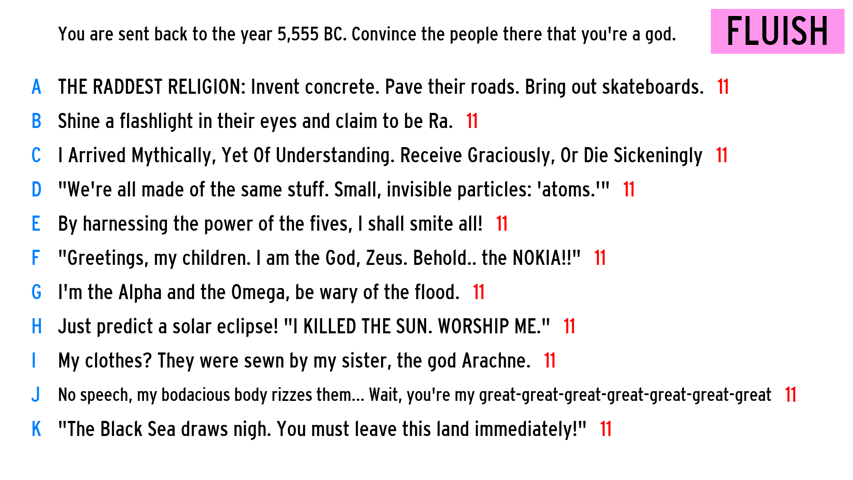 You are sent back to the year 5,555 BC. Convince the people there that you're a god.
FLUISH
A THE RADDEST RELIGION: Invent concrete. Pave their roads. Bring out skateboards. 11
B Shine a flashlight in their eyes and claim to be Ra. 11
C I Arrived Mythically, Yet Of Understanding. Receive Graciously, Or Die Sickeningly 11
D "We're all made of the same stuff. Small, invisible particles: 'atoms.'" 11
E By harnessing the power of the fives, I shall smite all! 11
F "Greetings, my children. I am the God, Zeus. Behold.. the NOKIA!!" 11
G I'm the Alpha and the Omega, be wary of the flood. 11
H Just predict a solar eclipse! "I KILLED THE SUN. WORSHIP ME." 11
I My clothes? They were sewn by my sister, the god Arachne. 11
J No speech, my bodacious body rizzes them... Wait, you're my great-great-great-great-great-great-great 11
K "The Black Sea draws nigh. You must leave this land immediately!" 11